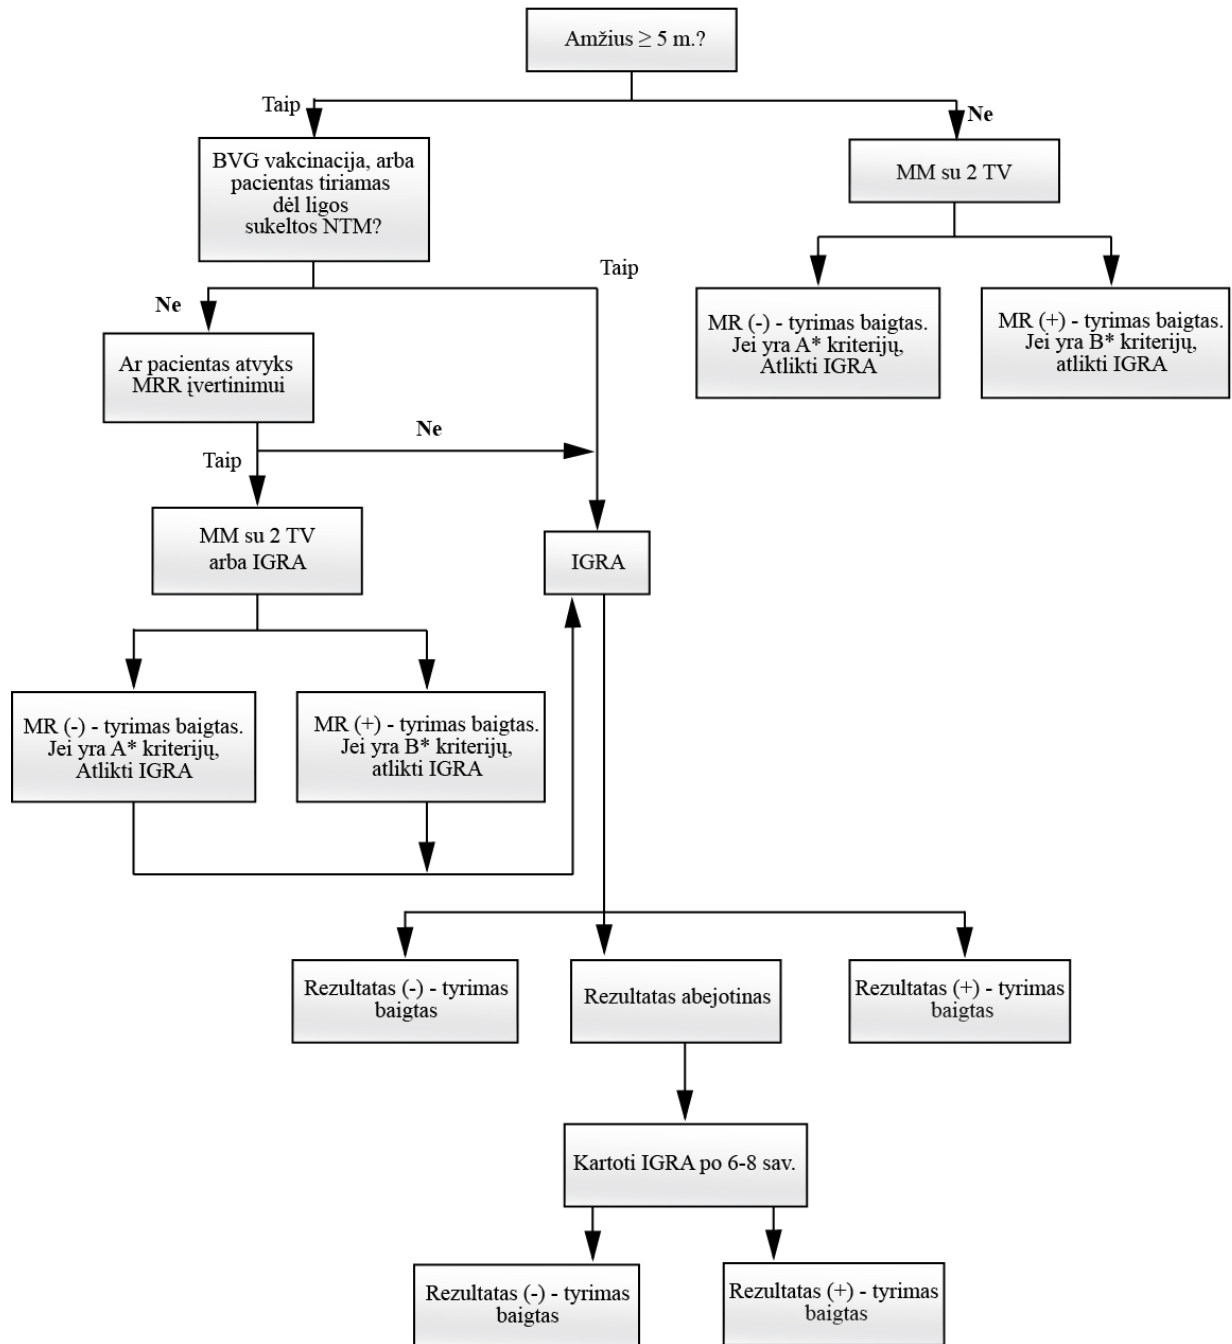 Amžius ≥ 5 m.?
Taip
Ne
BVG vakcinacija, arba
pacientas tiriamas
dėl ligos
sukeltos NTM?
MM su 2 TV
Taip
Ne
MR (-) - tyrimas baigtas.
Jei yra A* kriterijų,
Atlikti IGRA
MR (+) - tyrimas baigtas.
Jei yra B* kriterijų,
atlikti IGRA
Ar pacientas atvyks
MRR įvertinimui
Ne
Taip
MM su 2 TV
arba IGRA
IGRA
MR (-) - tyrimas baigtas.
Jei yra A* kriterijų,
Atlikti IGRA
MR (+) - tyrimas baigtas.
Jei yra B* kriterijų,
atlikti IGRA
Rezultatas (-) - tyrimas
baigtas
Rezultatas abejotinas
Rezultatas (+) - tyrimas
baigtas
Kartoti IGRA po 6-8 sav.
Rezultatas (-) - tyrimas
baigtas
Rezultatas (+) - tyrimas
baigtas